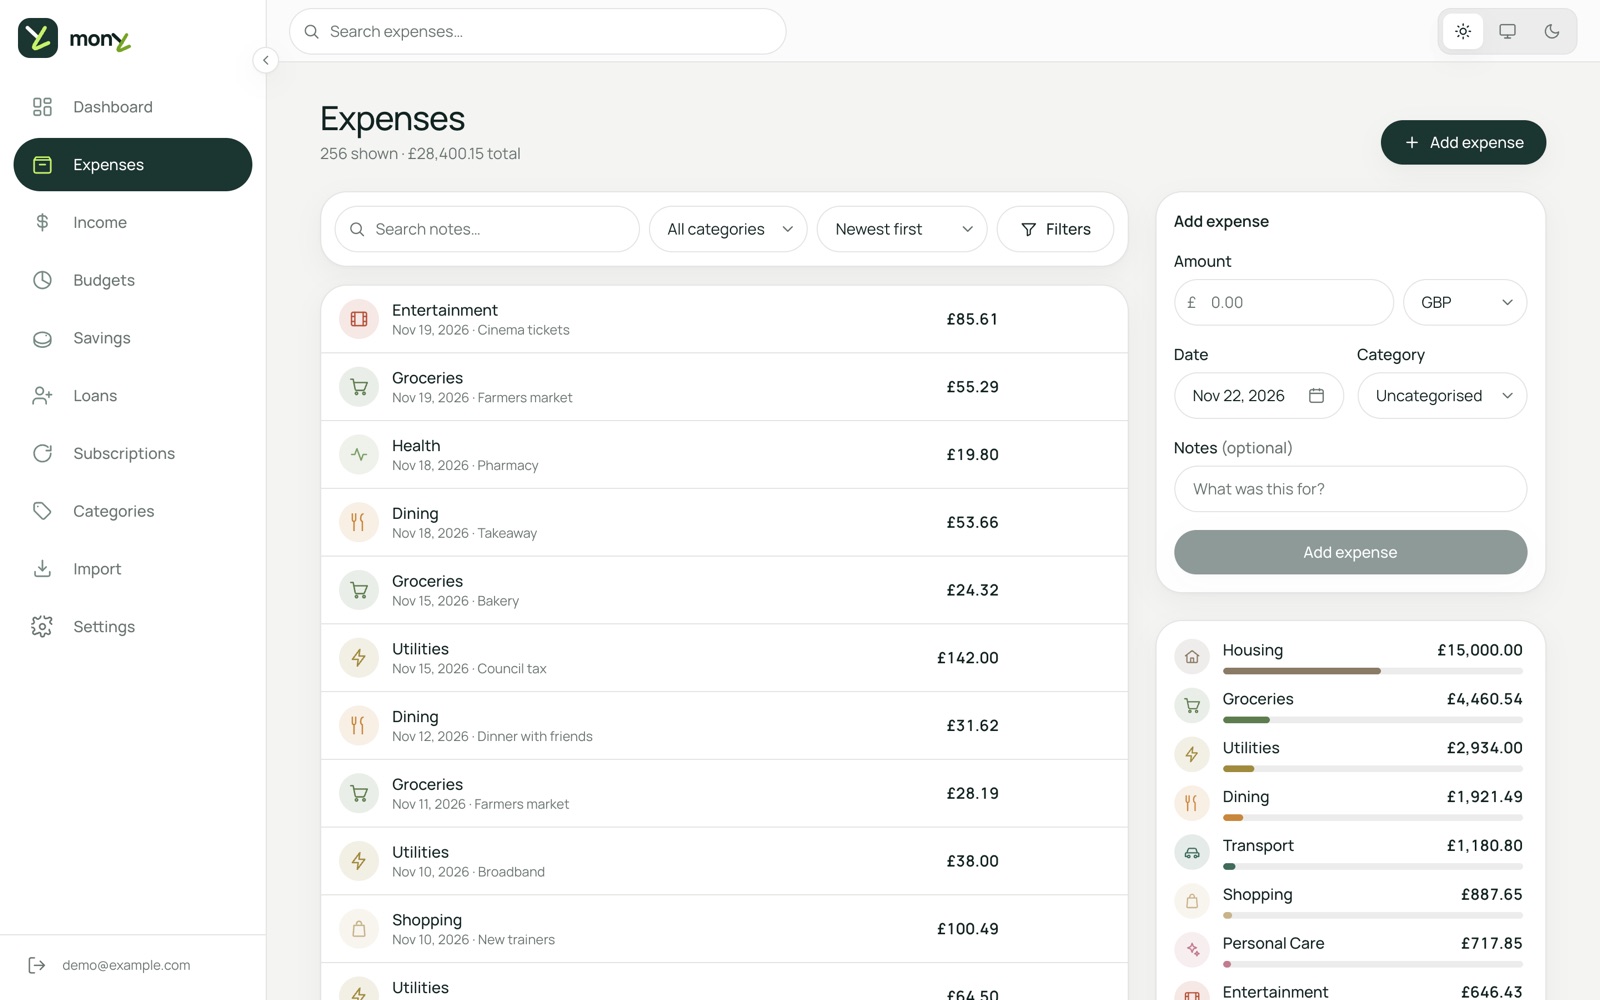 mony
Dashboard
Expenses
Income
Budgets
Savings
Loans
Subscriptions
Categories
Import
Settings
demo@example.com
Search expenses...
Expenses
256 shown · £28,400.15 total
Add expense
Search notes...
All categories
Newest first
Filters
Entertainment
Nov 19, 2026 · Cinema tickets
£85.61
Groceries
Nov 19, 2026 · Farmers market
£55.29
Health
Nov 18, 2026 · Pharmacy
£19.80
Dining
Nov 18, 2026 · Takeaway
£53.66
Groceries
Nov 15, 2026 · Bakery
£24.32
Utilities
Nov 15, 2026 · Council tax
£142.00
Dining
Nov 12, 2026 · Dinner with friends
£31.62
Groceries
Nov 11, 2026 · Farmers market
£28.19
Utilities
Nov 10, 2026 · Broadband
£38.00
Shopping
Nov 10, 2026 · New trainers
£100.49
Utilities
£64.50
Add expense
Amount
£ 0.00
GBP
Date
Category
Nov 22, 2026
Uncategorised
Notes (optional)
What was this for?
Add expense
Housing £15,000.00
Groceries £4,460.54
Utilities £2,934.00
Dining £1,921.49
Transport £1,180.80
Shopping £887.65
Personal Care £717.85
Entertainment £646.43